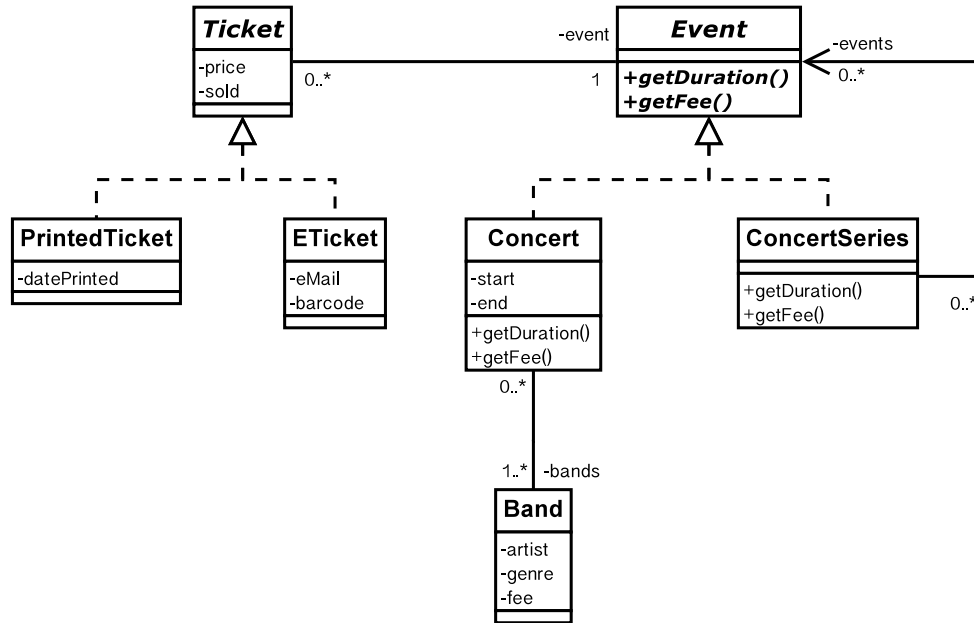 Ticket
-price
-sold
0..*
-event
1
Event
+getDuration()
+getFee()
-events
0..*
PrintedTicket
-datePrinted
ETicket
-eMail
-barcode
Concert
-start
-end
+getDuration()
+getFee()
ConcertSeries
+getDuration()
+getFee()
0..*
0..*
1..*
-bands
Band
-artist
-genre
-fee